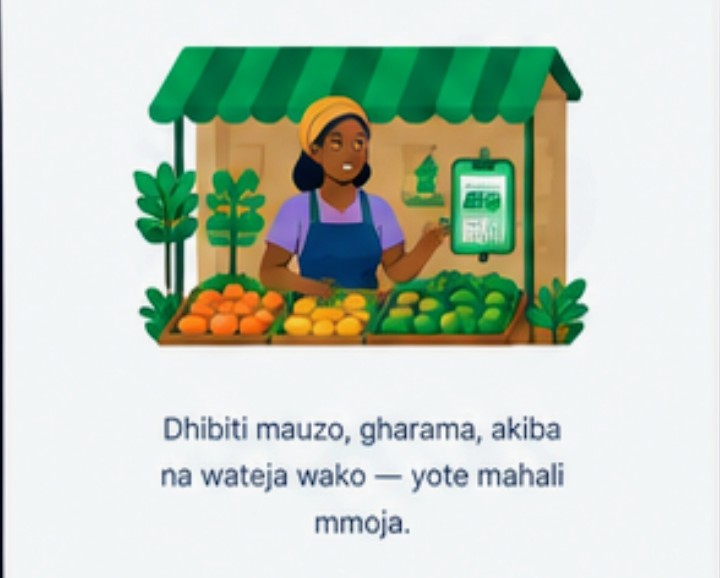 Dhibiti mauzo, gharama, akiba
na wateja wako — yote mahali
mmoja.